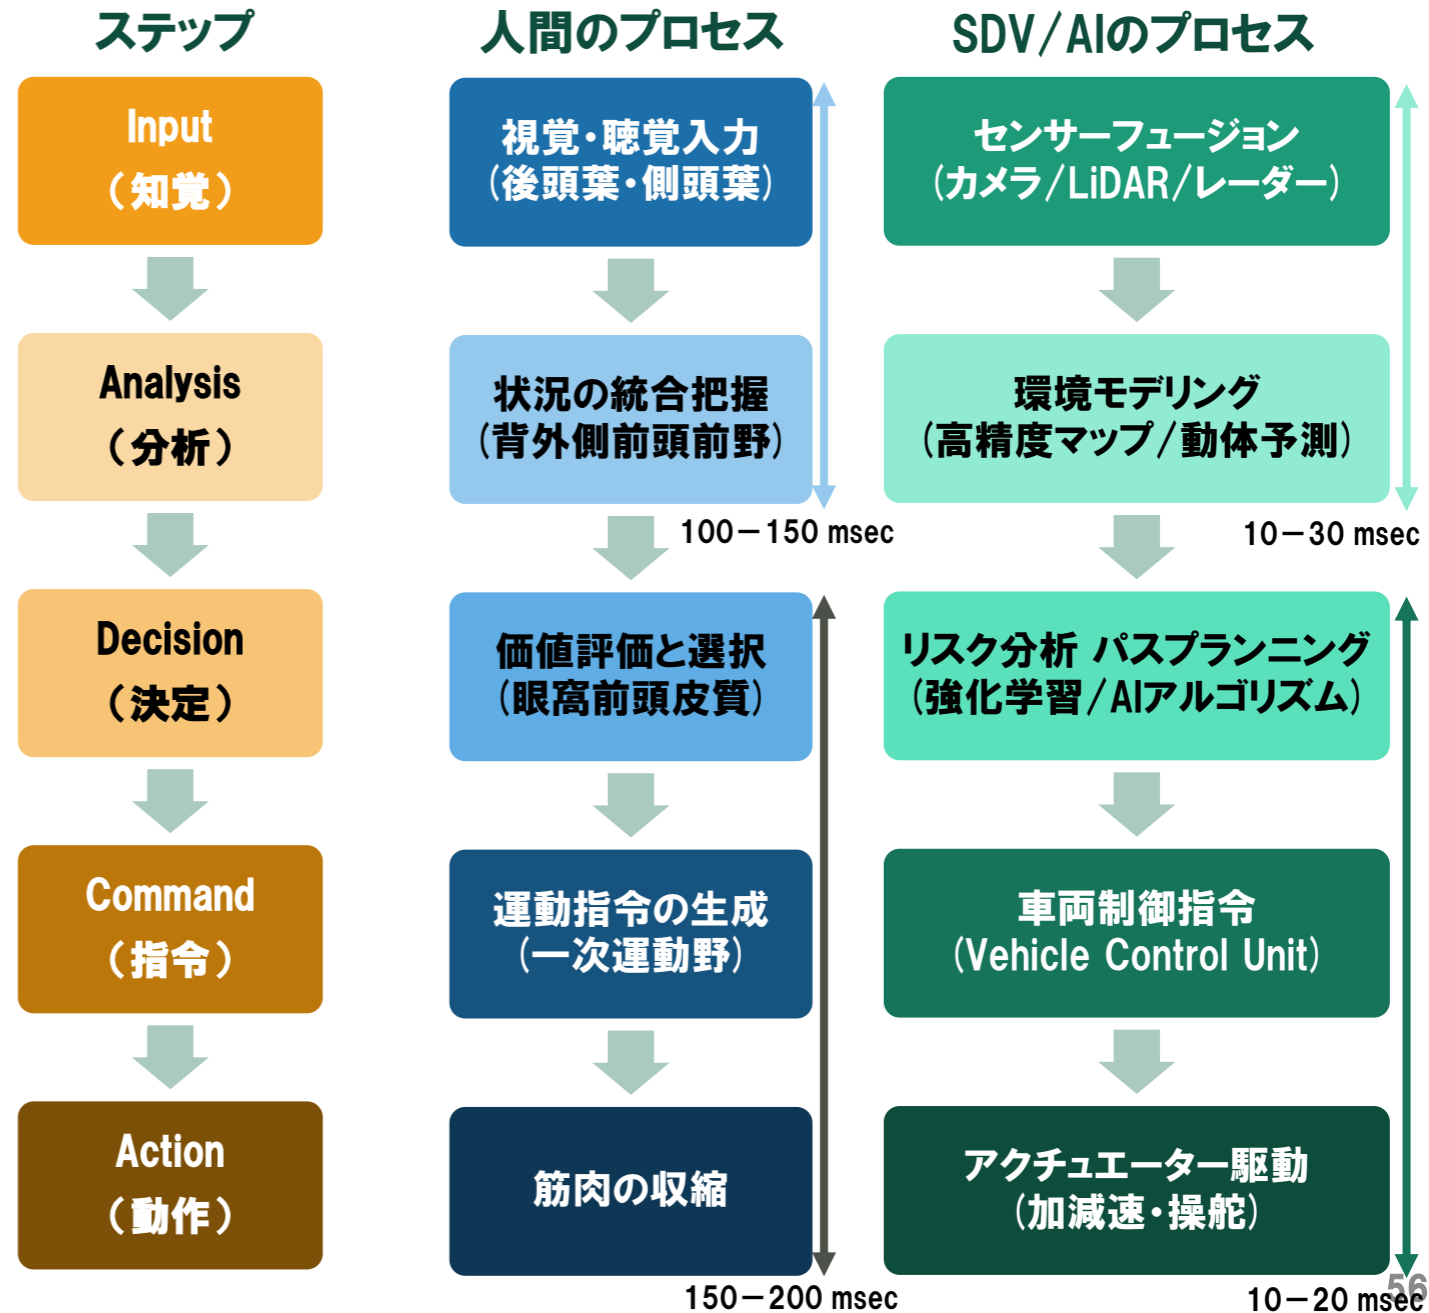 ステップ
人間のプロセス
SDV/AIのプロセス
Input
（知覚）
視覚・聴覚入力
(後頭葉・側頭葉)
センサーフュージョン
(カメラ/LiDAR/レーダー)
Analysis
（分析）
状況の統合把握
(背外側前頭前野)
環境モデリング
(高精度マップ/動体予測)
100－150 msec
10－30 msec
Decision
（決定）
価値評価と選択
(眼窩前頭皮質)
リスク分析 パスプランニング
(強化学習/AIアルゴリズム)
Command
（指令）
運動指令の生成
(一次運動野)
車両制御指令
(Vehicle Control Unit)
Action
（動作）
筋肉の収縮
アクチュエーター駆動
(加減速・操舵)
150－200 msec
10－20 msec
56